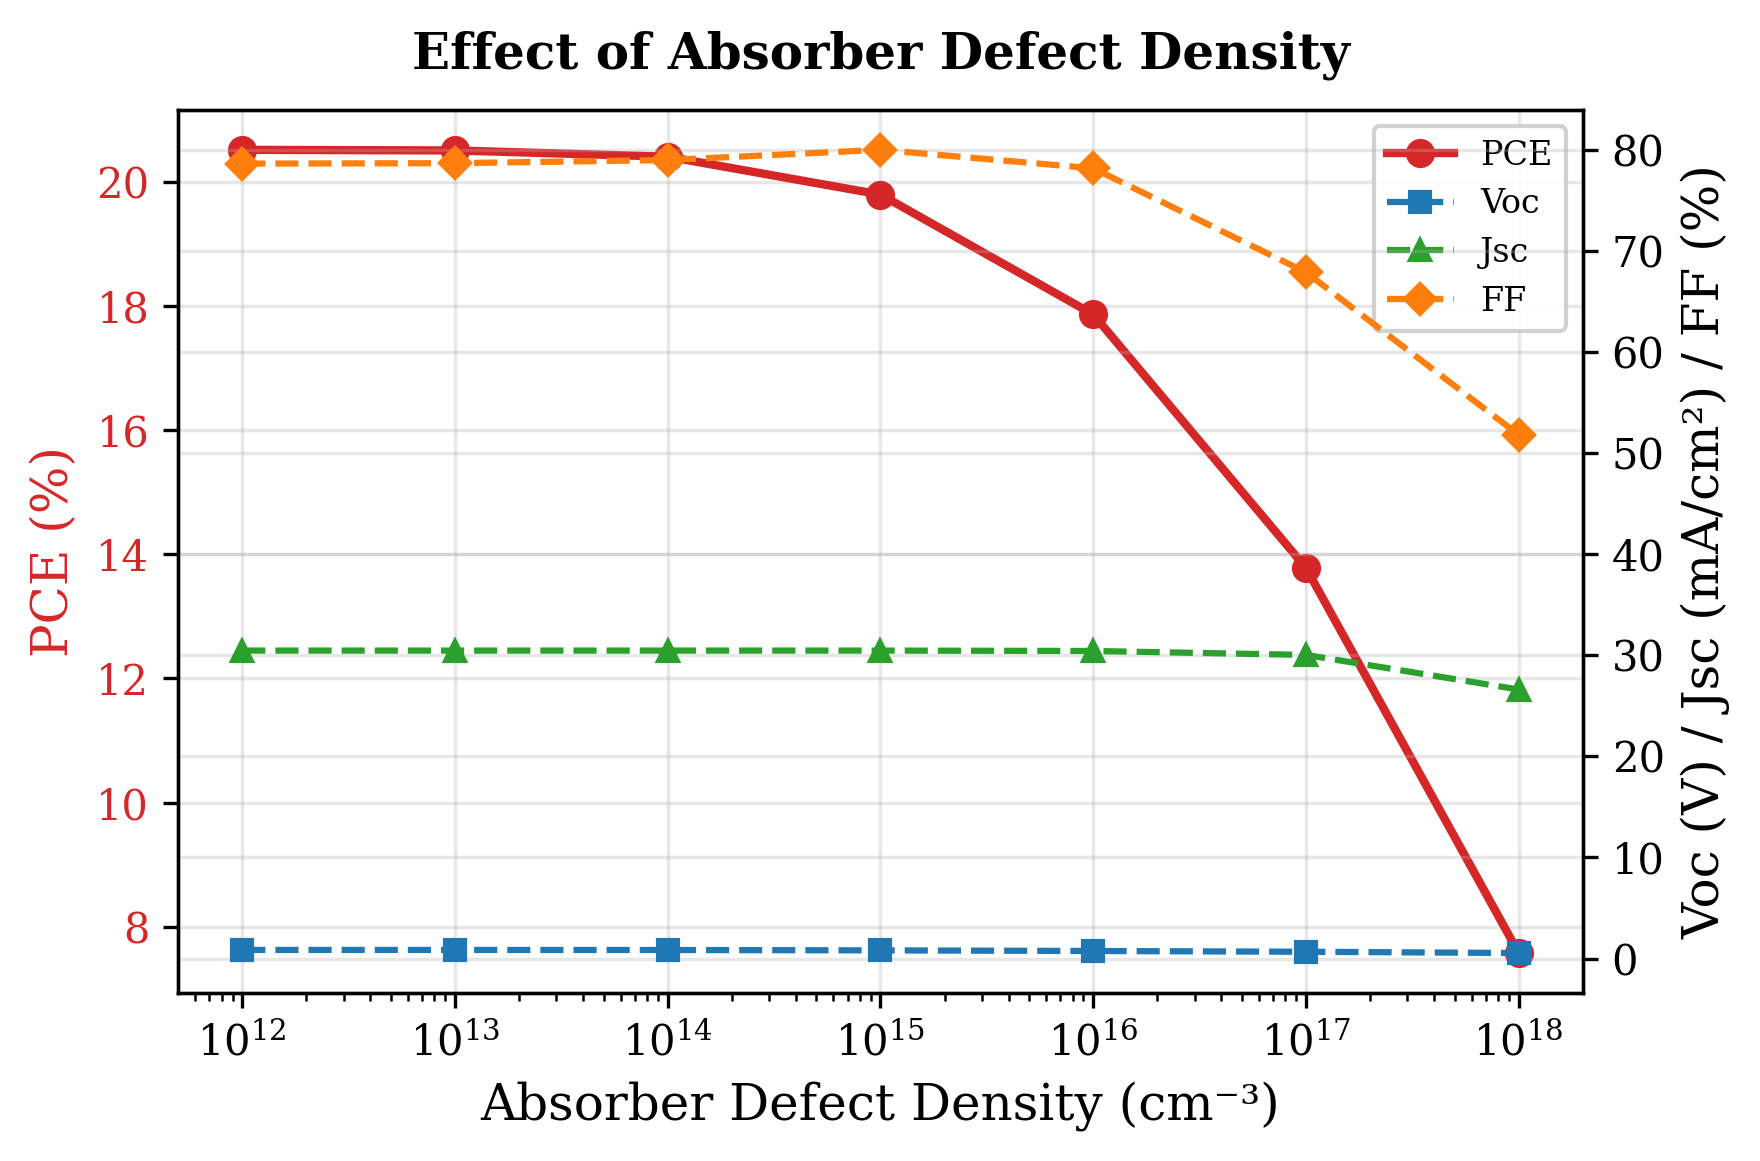 Effect of Absorber Defect Density
PCE (%)
20
18
16
14
12
10
8
PCE
Voc
Jsc
FF
80
70
60
50
40
30
20
10
0
Voc (V) / Jsc (mA/cm²) / FF (%)
10¹² 10¹³ 10¹⁴ 10¹⁵ 10¹⁶ 10¹⁷ 10¹⁸
Absorber Defect Density (cm⁻³)